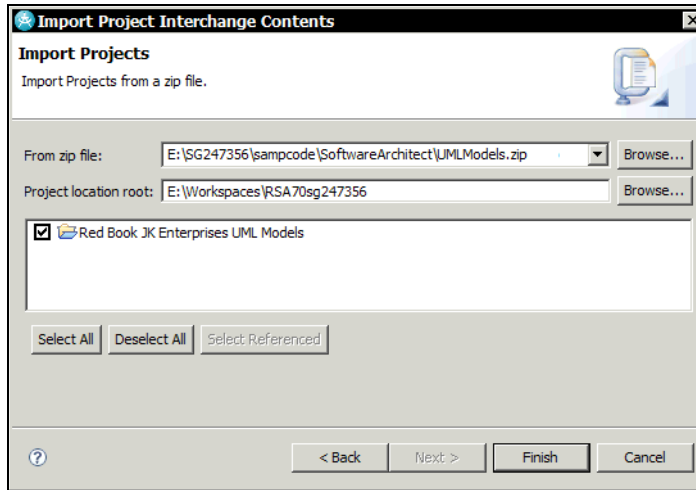 Import Project Interchange Contents
Import Projects
Import Projects from a zip file.
From zip file: E:\SG247356\sampcode\SoftwareArchitect\UMLModels.zip Browse...
Project location root: E:\Workspaces\RSA70sg247356 Browse...
Red Book JK Enterprises UML Models
Select All Deselect All Select Referenced
? < Back Next > Finish Cancel